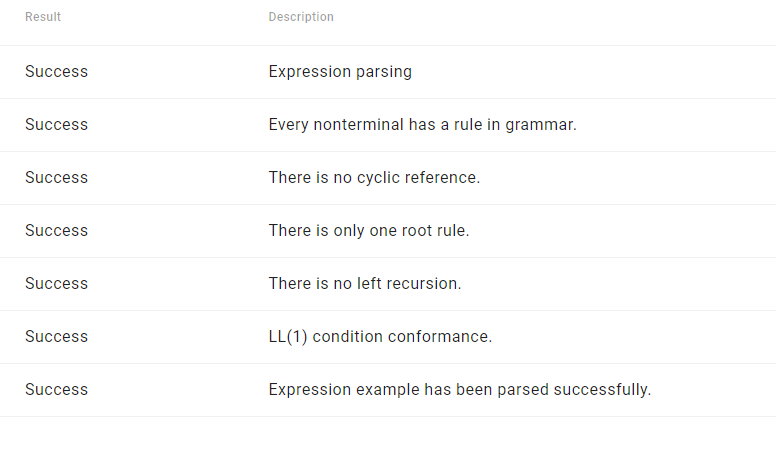 Result Description
Success Expression parsing
Success Every nonterminal has a rule in grammar.
Success There is no cyclic reference.
Success There is only one root rule.
Success There is no left recursion.
Success LL(1) condition conformance.
Success Expression example has been parsed successfully.